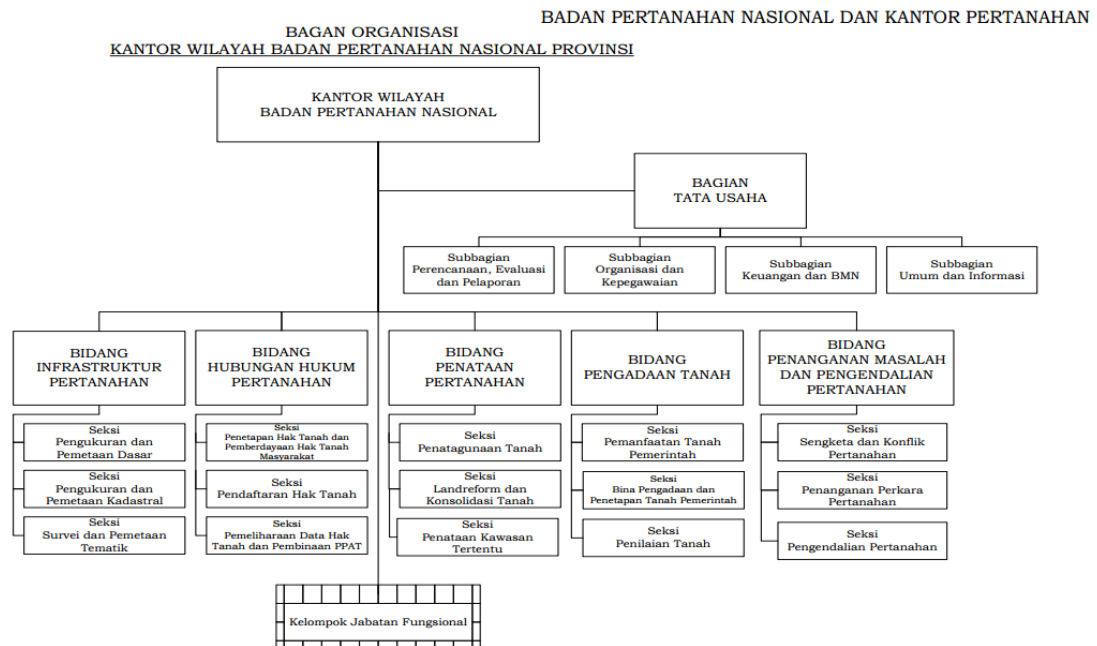 BADAN PERTANAHAN NASIONAL DAN KANTOR PERTANAHAN
BAGAN ORGANISASI
KANTOR WILAYAH BADAN PERTANAHAN NASIONAL PROVINSI
KANTOR WILAYAH
BADAN PERTANAHAN NASIONAL
BAGIAN
TATA USAHA
Subbagian
Perencanaan, Evaluasi
dan Pelaporan
Subbagian
Organisasi dan
Kepegawaian
Subbagian
Keuangan dan BMN
Subbagian
Umum dan Informasi
BIDANG
INFRASTRUKTUR
PERTANAHAN
BIDANG
HUBUNGAN HUKUM
PERTANAHAN
BIDANG
PENATAAN
PERTANAHAN
BIDANG
PENGADAAN TANAH
BIDANG
PENANGANAN MASALAH
DAN PENGENDALIAN
PERTANAHAN
Seksi
Pengukuran dan
Pemetaan Dasar
Seksi
Pengukuran dan
Pemetaan Kadastral
Seksi
Survei dan Pemetaan
Tematik
Seksi
Penetapan Hak Tanah dan
Pemberdayaan Hak Tanah
Masyarakat
Seksi
Pendaftaran Hak Tanah
Seksi
Pemeliharaan Data Hak
Tanah dan Pembinaan PPAT
Seksi
Penatagunaan Tanah
Seksi
Landreform dan
Konsolidasi Tanah
Seksi
Penataan Kawasan
Tertentu
Seksi
Pemanfaatan Tanah
Pemerintah
Seksi
Bina Pengadaan dan
Penetapan Tanah Pemerintah
Seksi
Penilaian Tanah
Seksi
Sengketa dan Konflik
Pertanahan
Seksi
Penanganan Perkara
Pertanahan
Seksi
Pengendalian Pertanahan
Kelompok Jabatan Fungsional